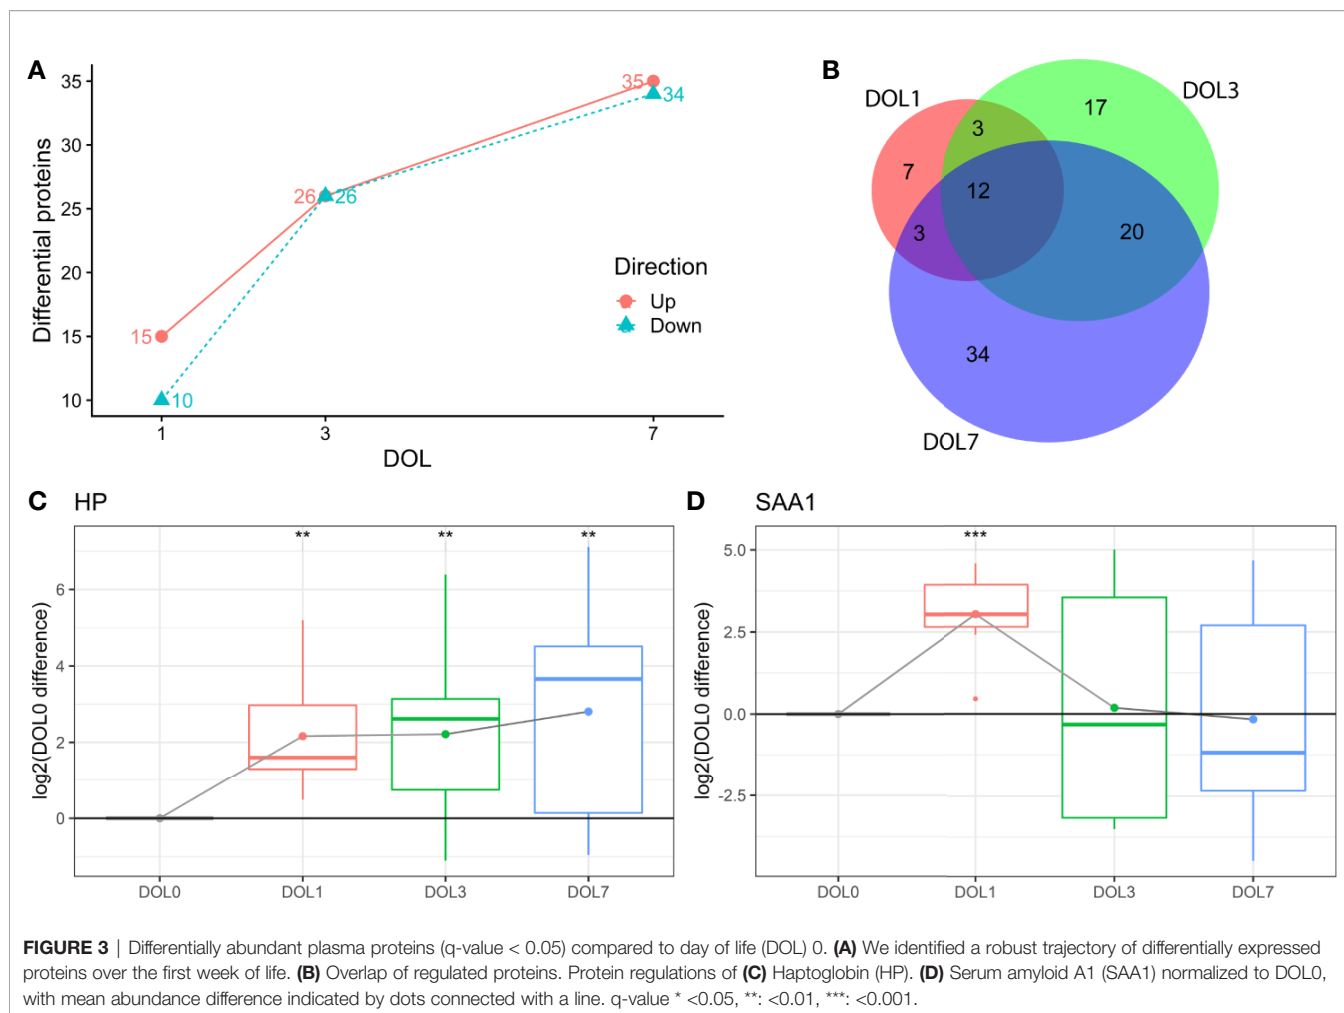 A
Differential proteins
35
30
25
20
15
10
35
34
26
26
15
10
Direction
Up
Down
1
3
7
DOL
B
DOL1
DOL3
17
3
7
12
3
20
34
DOL7
C
HP
log2(DOL0 difference)
6
4
2
0
**
**
**
DOL0
DOL1
DOL3
DOL7
D
SAA1
log2(DOL0 difference)
5.0
2.5
0.0
-2.5
***
DOL0
DOL1
DOL3
DOL7
FIGURE 3 | Differentially abundant plasma proteins (q-value < 0.05) compared to day of life (DOL) 0. (A) We identified a robust trajectory of differentially expressed
proteins over the first week of life. (B) Overlap of regulated proteins. Protein regulations of (C) Haptoglobin (HP). (D) Serum amyloid A1 (SAA1) normalized to DOL0,
with mean abundance difference indicated by dots connected with a line. q-value * <0.05, **: <0.01, ***: <0.001.